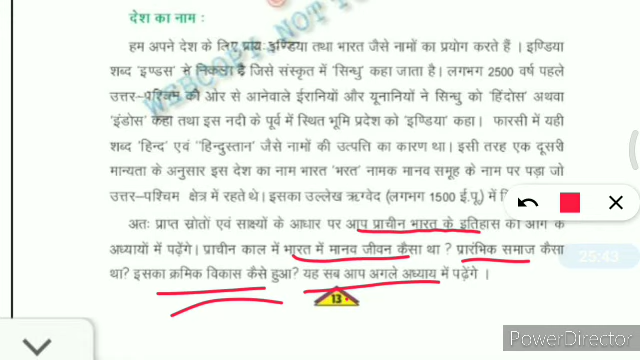 देश का नाम :
हम अपने देश के लिए प्रायः इण्डिया तथा भारत जैसे नामों का प्रयोग करते हैं । इण्डिया
शब्द 'इण्डस' से निकला है जिसे संस्कृत में 'सिन्धु' कहा जाता है। लगभग 2500 वर्ष पहले
उत्तर–पश्चिम की ओर से आनेवाले ईरानियों और यूनानियों ने सिन्धु को 'हिंदोस' अथवा
'इंडोस' कहा तथा इस नदी के पूर्व में स्थित भूमि प्रदेश को 'इण्डिया' कहा। फारसी में यही
शब्द 'हिन्द' एवं "हिन्दुस्तान' जैसे नामों की उत्पत्ति का कारण था। इसी तरह एक दूसरी
मान्यता के अनुसार इस देश का नाम भारत 'भरत' नामक मानव समूह के नाम पर पड़ा जो
उत्तर–पश्चिम क्षेत्र में रहते थे। इसका उल्लेख ऋग्वेद (लगभग 1500 ई.पू.) में
अतः प्राप्त स्रोतों एवं साक्ष्यों के आधार पर आप प्राचीन भारत के इतिहास को आगे के
अध्यायों में पढ़ेंगे। प्राचीन काल में भारत में मानव जीवन कैसा था ? प्रारंभिक समाज कैसा
था? इसका क्रमिक विकास कैसे हुआ? यह सब आप अगले अध्याय में पढ़ेंगे ।
13
25:43
PowerDirector